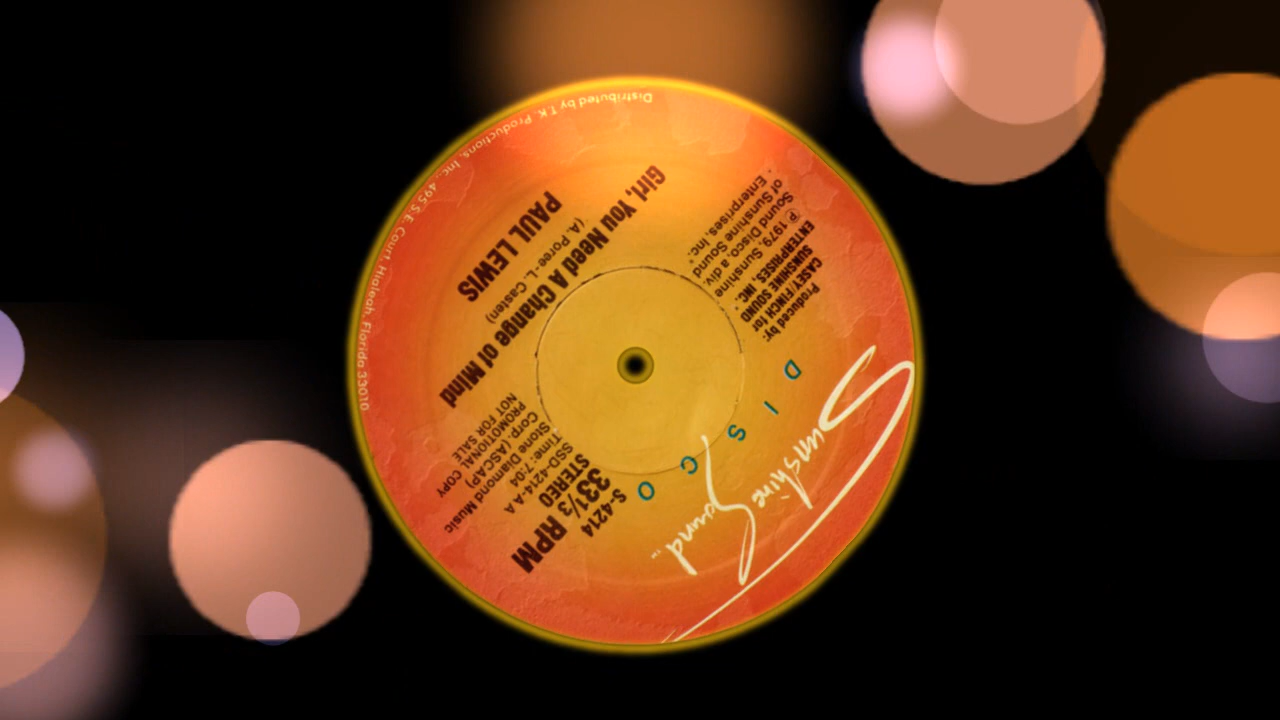 Sunshine Sound™
DISCO
S-4214
33⅓ RPM
STEREO
SSD-4214-A A
Time: 7:04
Stone Diamond Music
Corp. (ASCAP)
PROMOTIONAL COPY
NOT FOR SALE
Produced by:
CASEY/FINCH for
SUNSHINE SOUND
ENTERPRISES, INC.
℗ 1979, Sunshine
Sound Disco, a div.
of Sunshine Sound
Enterprises, Inc.
Girl, You Need A Change of Mind
(A. Poree-L. Caston)
PAUL LEWIS
Distributed by T.K. Productions, Inc., 495 S.E. Court, Hialeah, Florida 33010